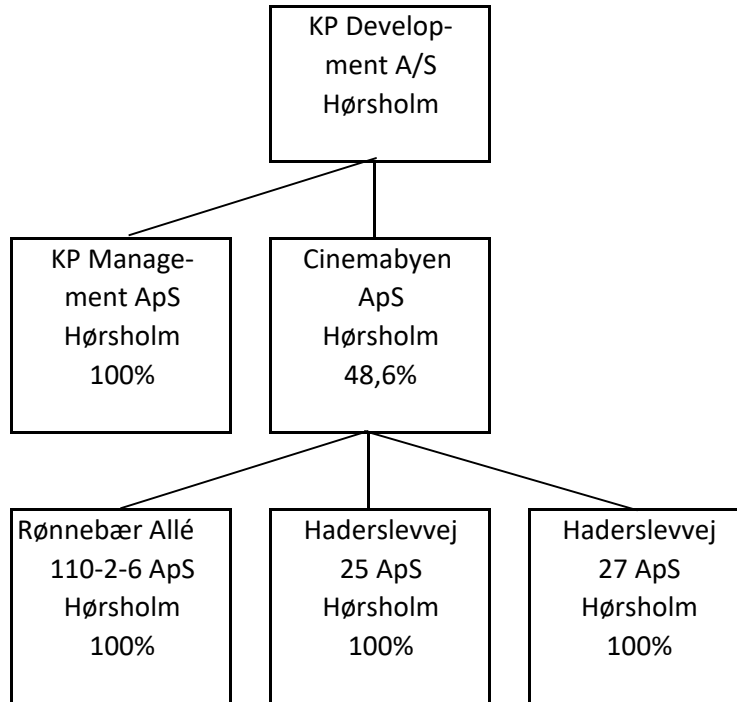 KP Develop-
ment A/S
Hørsholm
KP Manage-
ment ApS
Hørsholm
100%
Cinemabyen
ApS
Hørsholm
48,6%
Rønnebær Allé
110-2-6 ApS
Hørsholm
100%
Haderslevvej
25 ApS
Hørsholm
100%
Haderslevvej
27 ApS
Hørsholm
100%